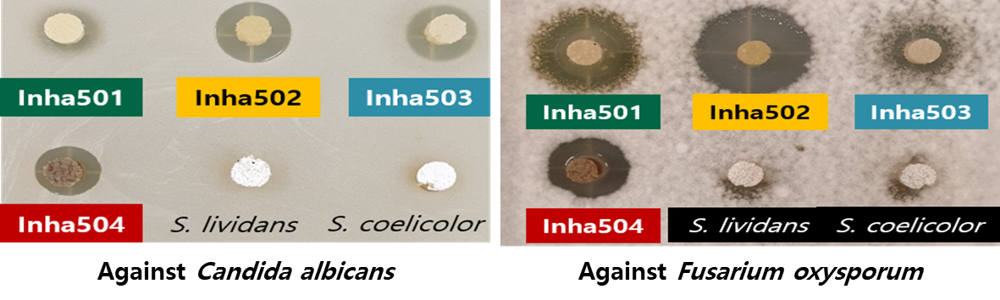 Inha501 Inha502 Inha503
Inha504 S. lividans S. coelicolor
Against Candida albicans
Inha501 Inha502 Inha503
Inha504 S. lividans S. coelicolor
Against Fusarium oxysporum